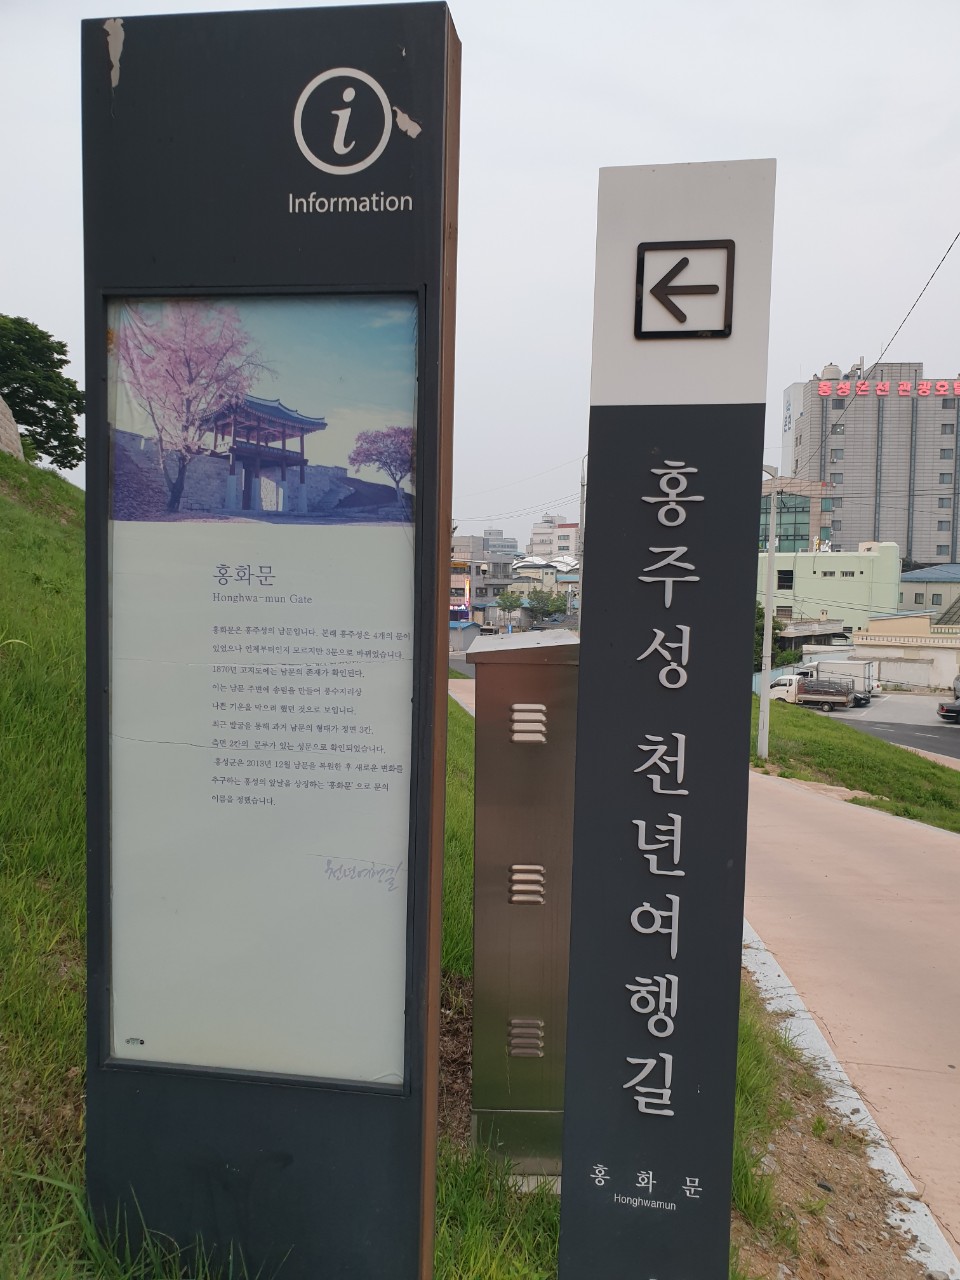 i
Information
홍화문
Honghwa-mun Gate
홍화문은 홍주성의 남문입니다. 본래 홍주성은 4개의 문이
있었으나 언제부터인지 모르지만 3문으로 바뀌었습니다.
1870년 고지도에는 남문의 존재가 확인된다.
이는 남문 주변에 숭림을 만들어 풍수지리상
나쁜 기운을 막으려 했던 것으로 보입니다.
최근 발굴을 통해 과거 남문의 형태가 정면 3칸,
측면 2칸의 문루가 있는 성문으로 확인되었습니다.
홍성군은 2013년 12월 남문을 복원한 후 새로운 변화를
추구하는 홍성의 앞날을 상징하는 '홍화문'으로 문의
이름을 정했습니다.
천년여행길
홍주성 천년여행길
홍화문
Honghwamun
홍성온천관광호텔